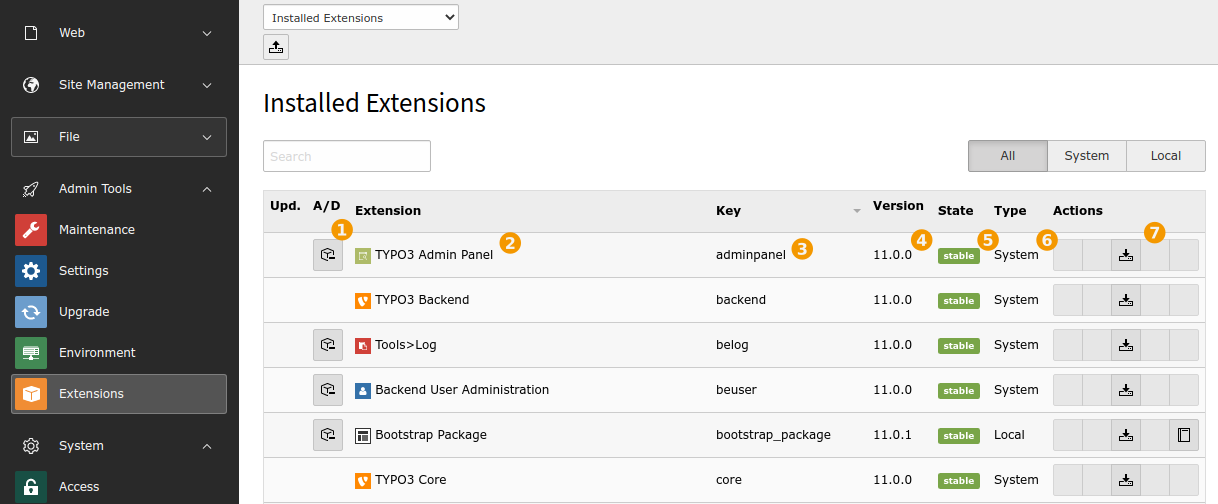 Installed Extensions
Web
Site Management
File
Admin Tools
Maintenance
Settings
Upgrade
Environment
Extensions
System
Access
Installed Extensions
Search
All System Local
Upd. A/D Extension Key Version State Type Actions
1 2 3 4 5 6 7
TYPO3 Admin Panel adminpanel 11.0.0 stable System
TYPO3 Backend backend 11.0.0 stable System
Tools>Log belog 11.0.0 stable System
Backend User Administration beuser 11.0.0 stable System
Bootstrap Package bootstrap_package 11.0.1 stable Local
TYPO3 Core core 11.0.0 stable System